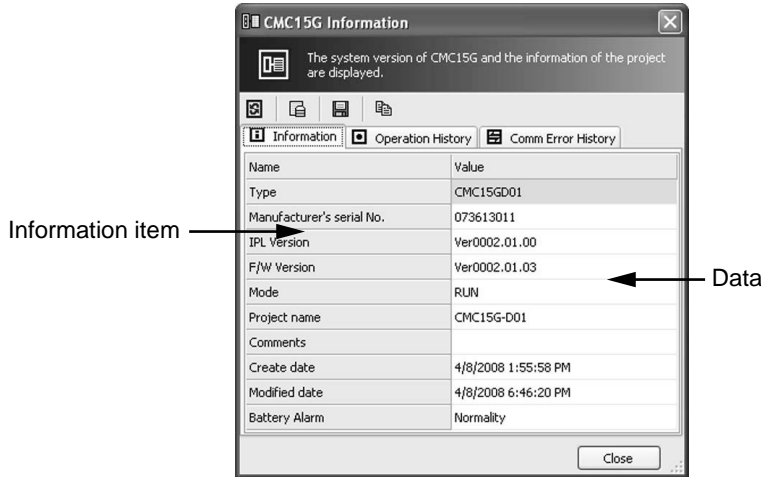 CMC15G Information
The system version of CMC15G and the information of the project
are displayed.
Information Operation History Comm Error History
Name Value
Type CMC15GD01
Manufacturer's serial No. 073613011
Information item
IPL Version Ver0002.01.00
F/W Version Ver0002.01.03
Data
Mode RUN
Project name CMC15G-D01
Comments
Create date 4/8/2008 1:55:58 PM
Modified date 4/8/2008 6:46:20 PM
Battery Alarm Normality
Close